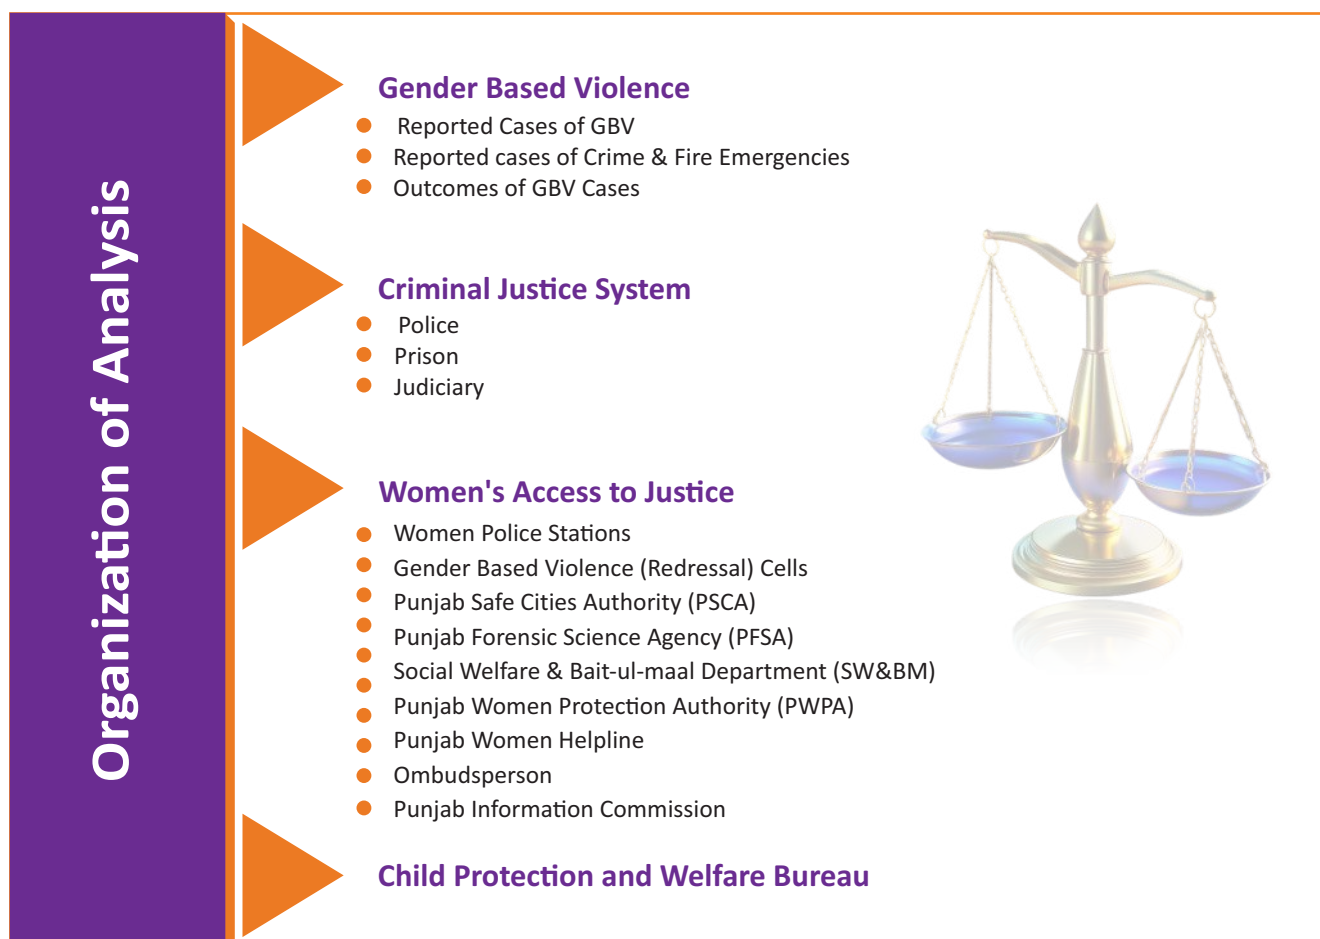 Organization of Analysis
Gender Based Violence
Reported Cases of GBV
Reported cases of Crime & Fire Emergencies
Outcomes of GBV Cases
Criminal Justice System
Police
Prison
Judiciary
Women's Access to Justice
Women Police Stations
Gender Based Violence (Redressal) Cells
Punjab Safe Cities Authority (PSCA)
Punjab Forensic Science Agency (PFSA)
Social Welfare & Bait-ul-maal Department (SW&BM)
Punjab Women Protection Authority (PWPA)
Punjab Women Helpline
Ombudsperson
Punjab Information Commission
Child Protection and Welfare Bureau